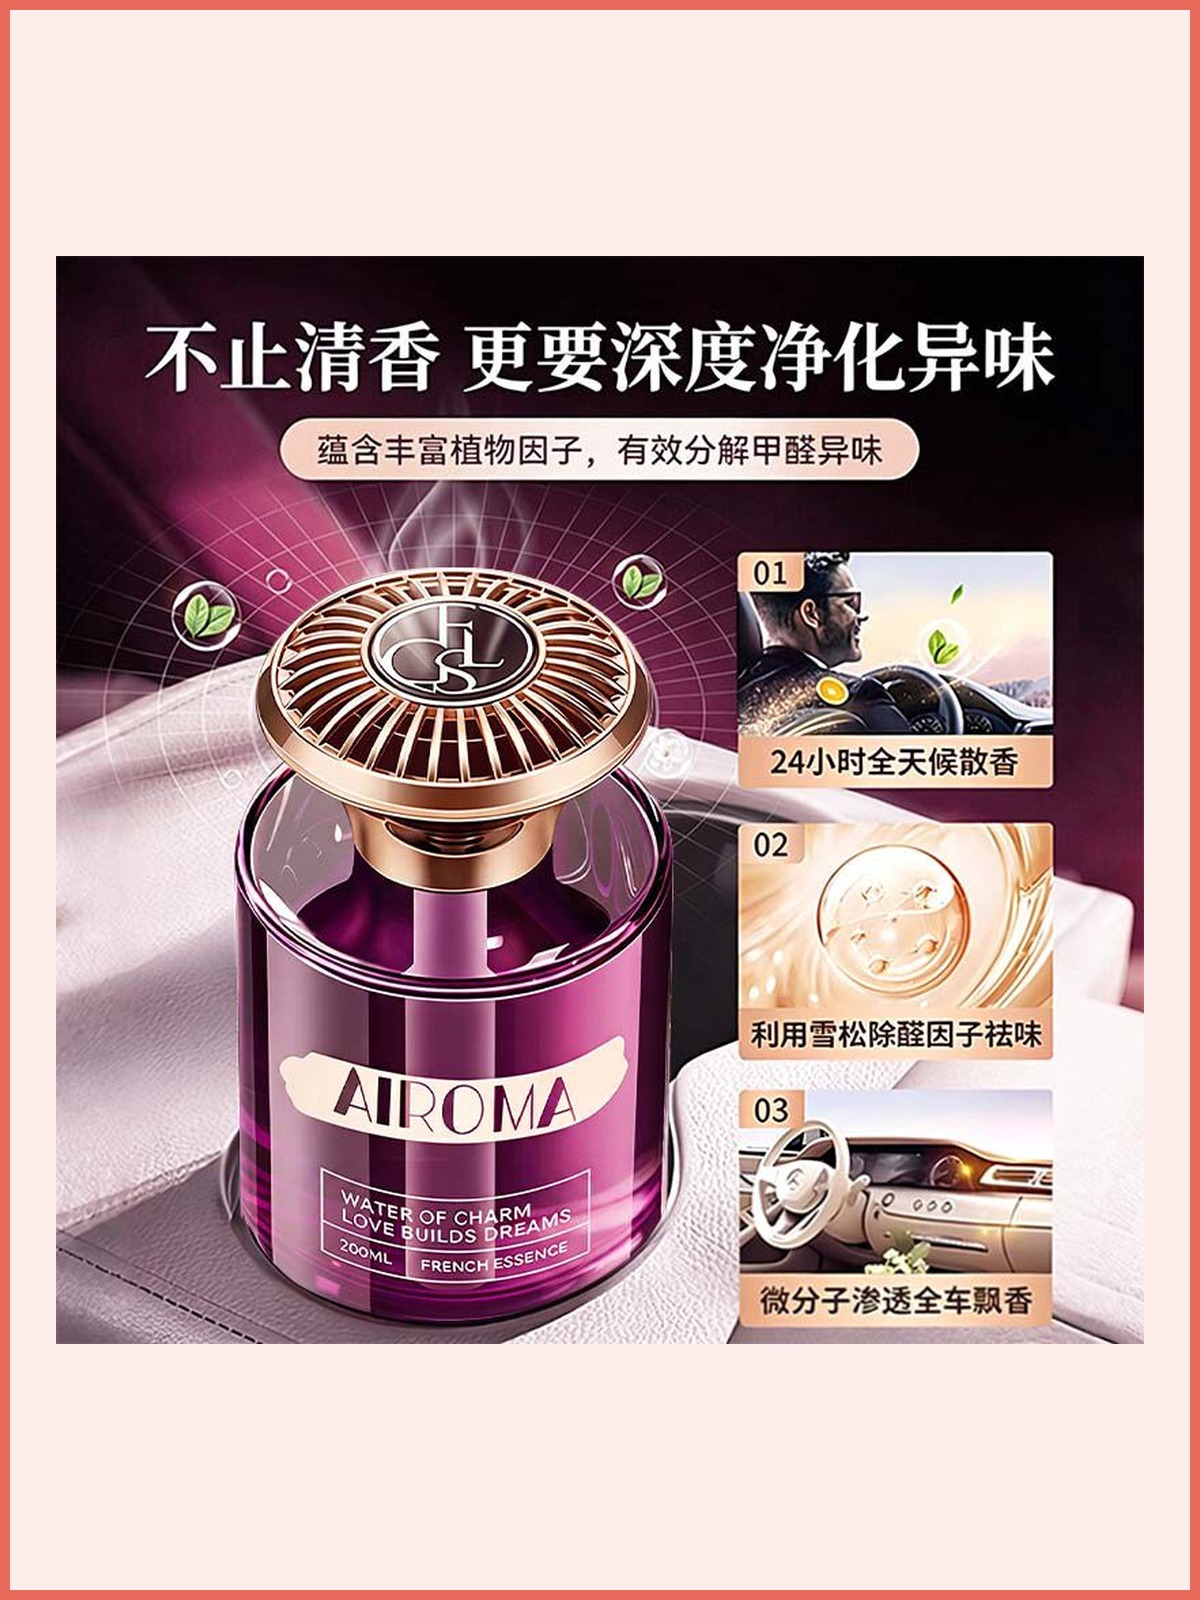 不止清香 更要深度净化异味
蕴含丰富植物因子，有效分解甲醛异味
01
24小时全天候散香
02
利用雪松除醛因子祛味
03
微分子渗透全车飘香
AIROMA
WATER OF CHARM
LOVE BUILDS DREAMS
200ML
FRENCH ESSENCE